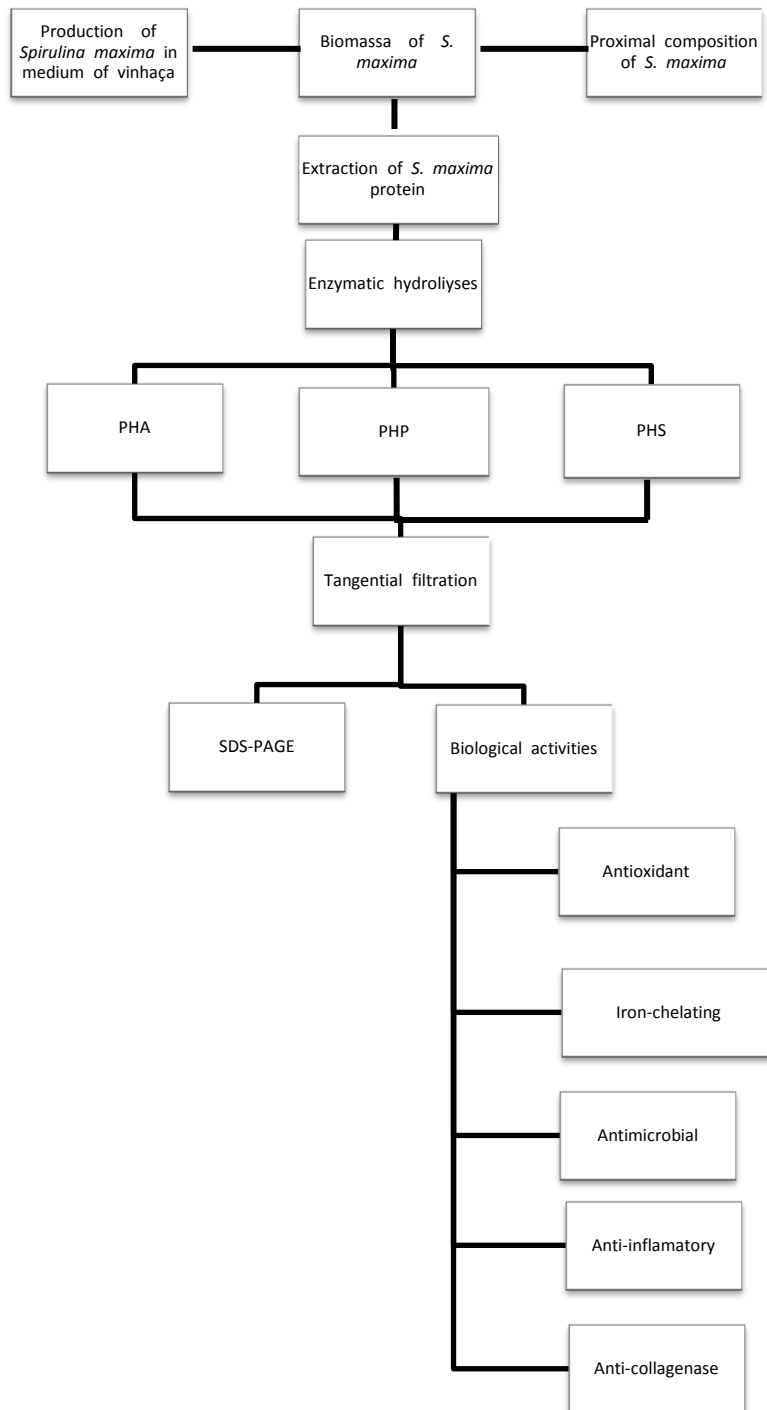 Production of
Spirulina maxima in
medium of vinhaça
Biomassa of S.
maxima
Proximal composition
of S. maxima
Extraction of S. maxima
protein
Enzymatic hydroliyses
PHA
PHP
PHS
Tangential filtration
SDS-PAGE
Biological activities
Antioxidant
Iron-chelating
Antimicrobial
Anti-inflamatory
Anti-collagenase